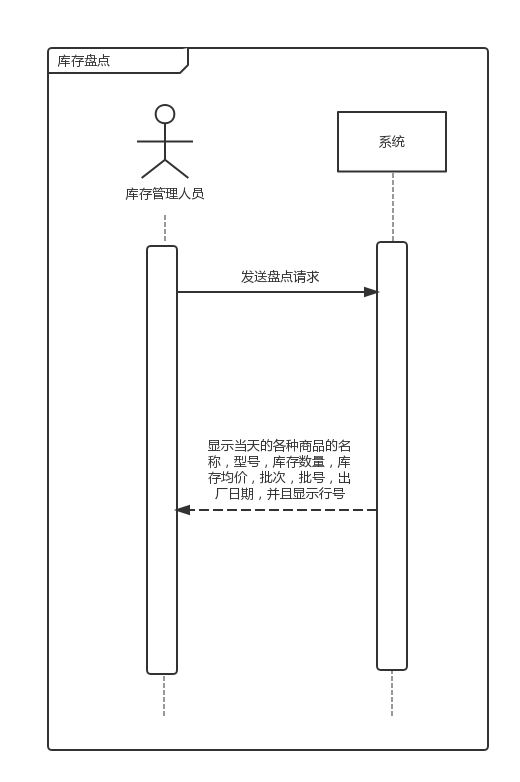 库存盘点
系统
库存管理人员
发送盘点请求
显示当天的各种商品的名
称，型号，库存数量，库
存均价，批次，批号，出
厂日期，并且显示行号